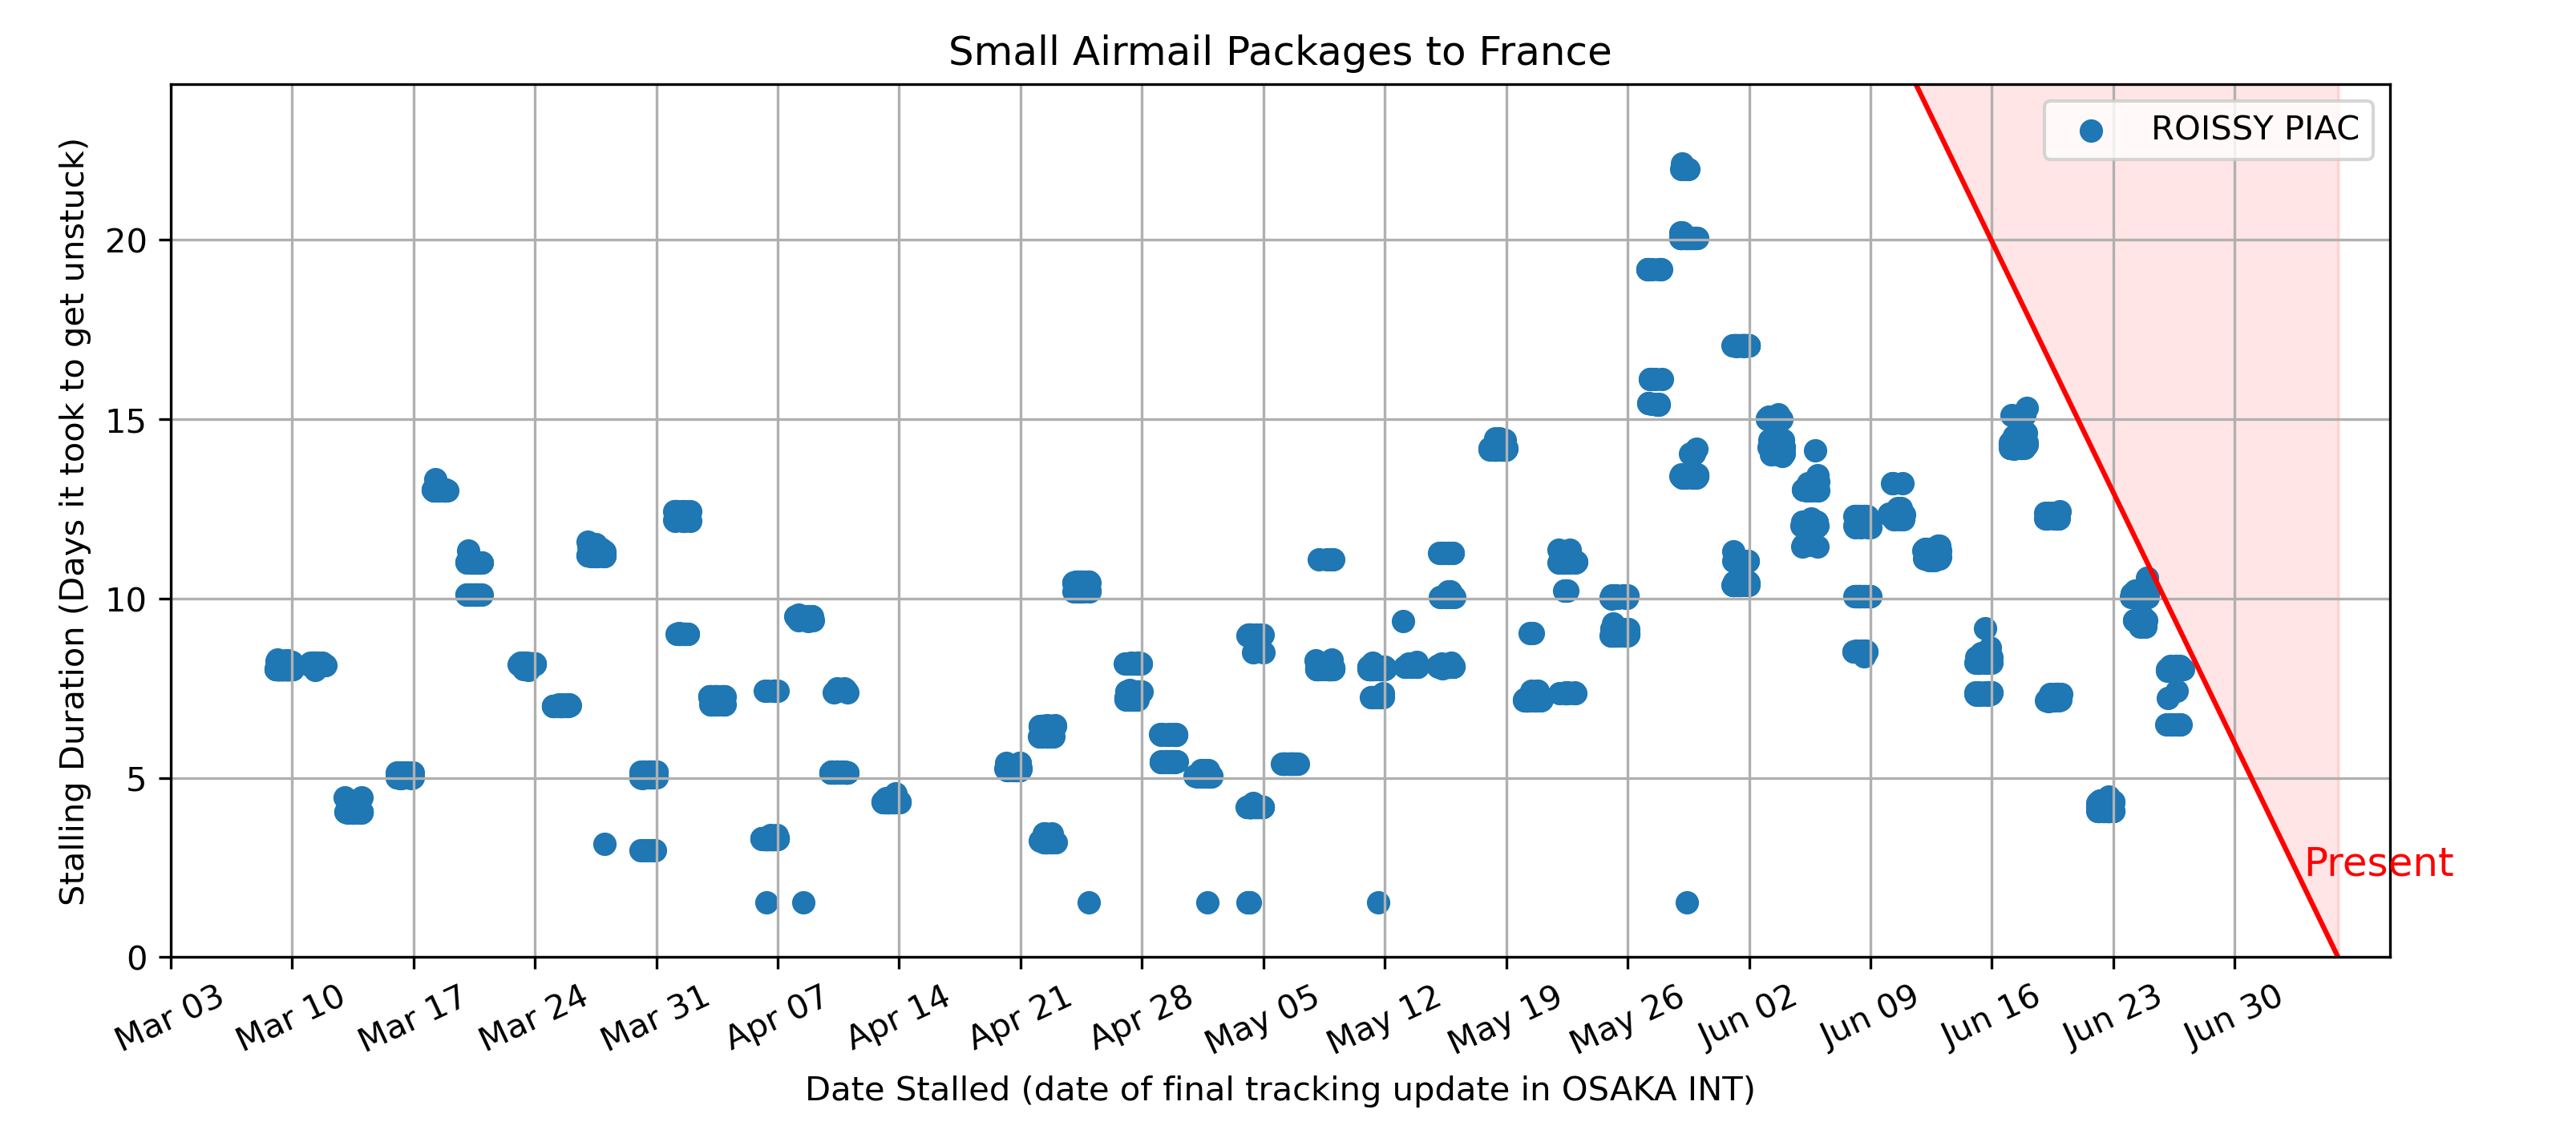 Small Airmail Packages to France
ROISSY PIAC
Stalling Duration (Days it took to get unstuck)
20
15
10
5
0
Present
Mar 03
Mar 10
Mar 17
Mar 24
Mar 31
Apr 07
Apr 14
Apr 21
Apr 28
May 05
May 12
May 19
May 26
Jun 02
Jun 09
Jun 16
Jun 23
Jun 30
Date Stalled (date of final tracking update in OSAKA INT)